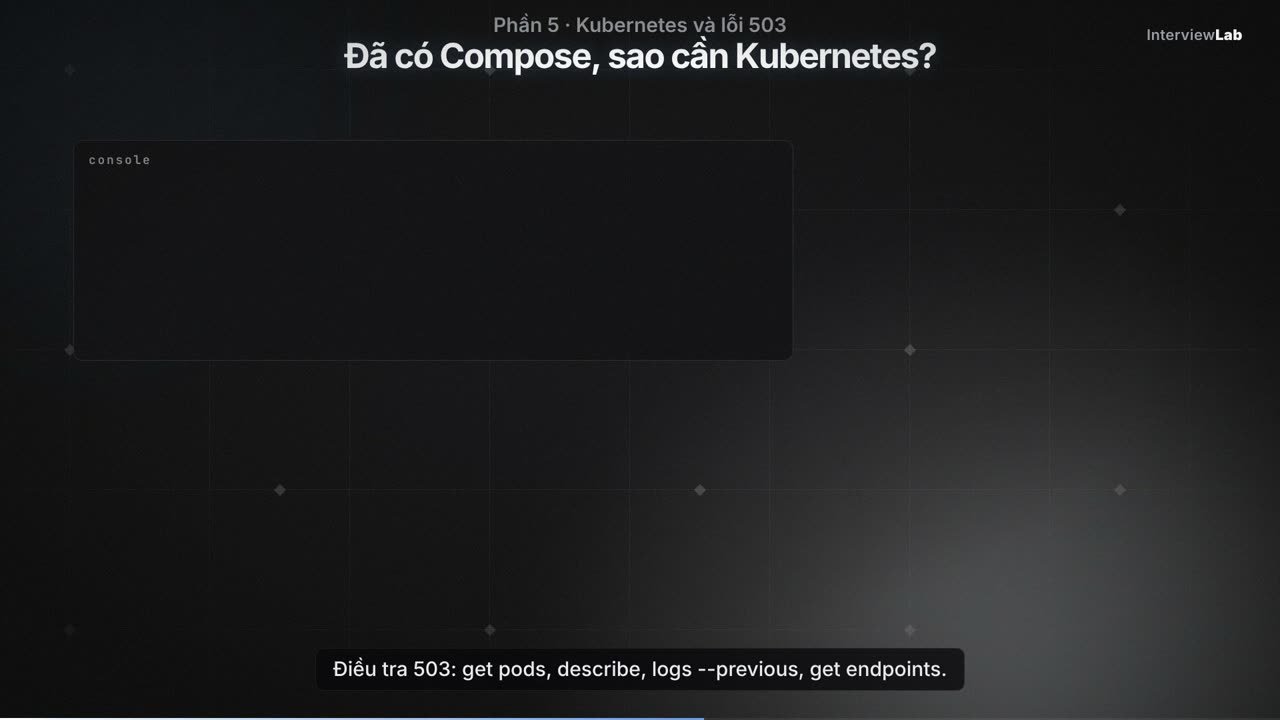 Phần 5 · Kubernetes và lỗi 503
Đã có Compose, sao cần Kubernetes?
InterviewLab
console
Điều tra 503: get pods, describe, logs --previous, get endpoints.